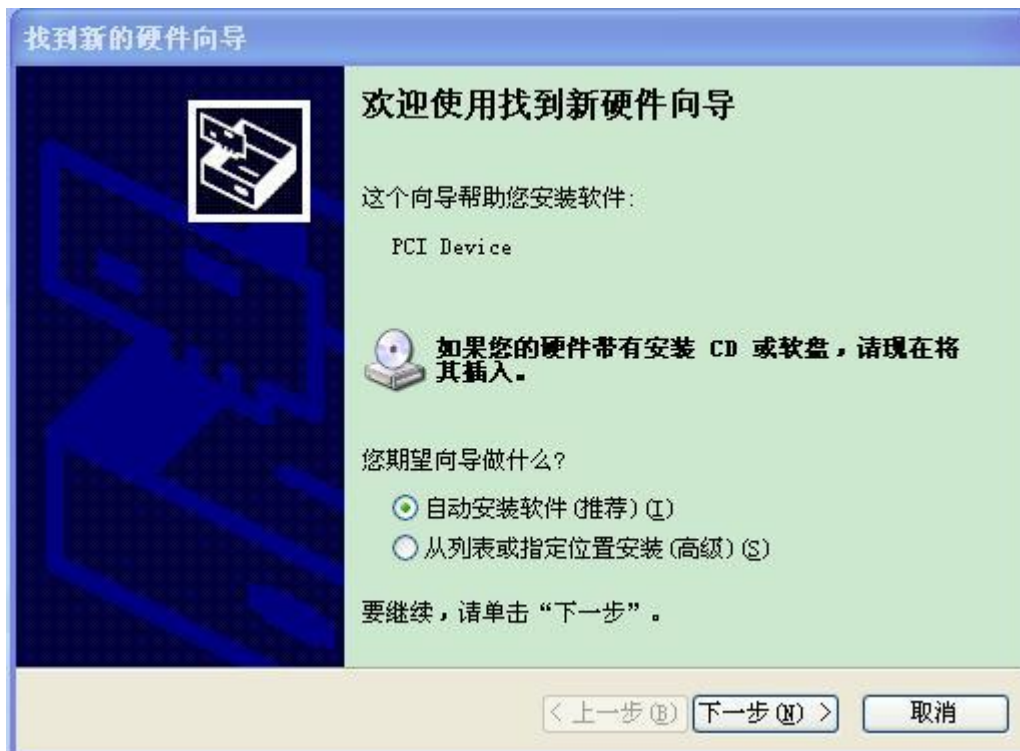 找到新的硬件向导
欢迎使用找到新硬件向导
这个向导帮助您安装软件:
PCI Device
如果您的硬件带有安装 CD 或软盘，请现在将
其插入。
您期望向导做什么?
自动安装软件(推荐)(I)
从列表或指定位置安装(高级)(S)
要继续，请单击“下一步”。
< 上一步(B) 下一步(N) > 取消